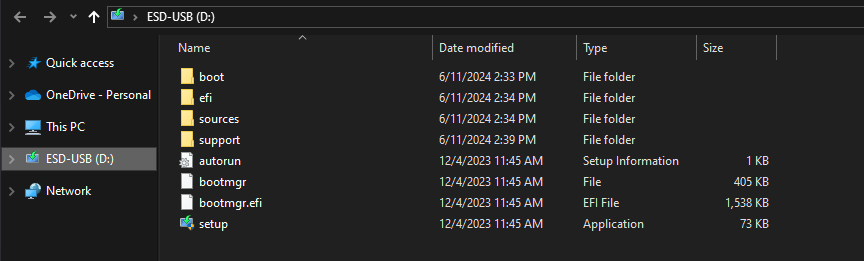 ESD-USB (D:)
Name Date modified Type Size
Quick access
OneDrive - Personal
This PC
ESD-USB (D:)
Network
boot 6/11/2024 2:33 PM File folder
efi 6/11/2024 2:34 PM File folder
sources 6/11/2024 2:34 PM File folder
support 6/11/2024 2:39 PM File folder
autorun 12/4/2023 11:45 AM Setup Information 1 KB
bootmgr 12/4/2023 11:45 AM File 405 KB
bootmgr.efi 12/4/2023 11:45 AM EFI File 1,538 KB
setup 12/4/2023 11:45 AM Application 73 KB